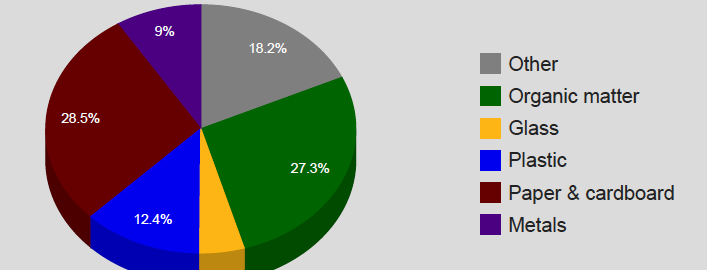 9%
18.2%
28.5%
27.3%
12.4%
Other
Organic matter
Glass
Plastic
Paper & cardboard
Metals